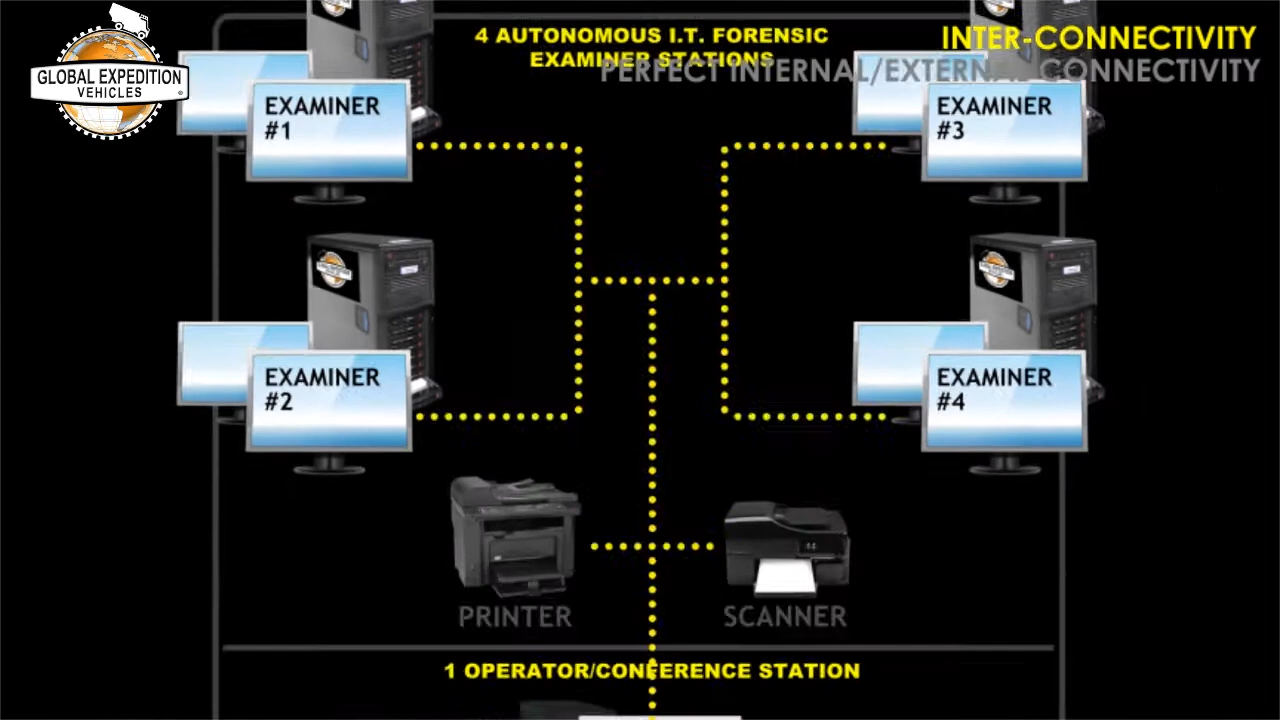 GLOBAL EXPEDITION
VEHICLES
4 AUTONOMOUS I.T. FORENSIC
EXAMINER STATIONS
INTER-CONNECTIVITY
PERFECT INTERNAL/EXTERNAL CONNECTIVITY
EXAMINER
#1
EXAMINER
#3
EXAMINER
#2
EXAMINER
#4
PRINTER
SCANNER
1 OPERATOR/CONFERENCE STATION